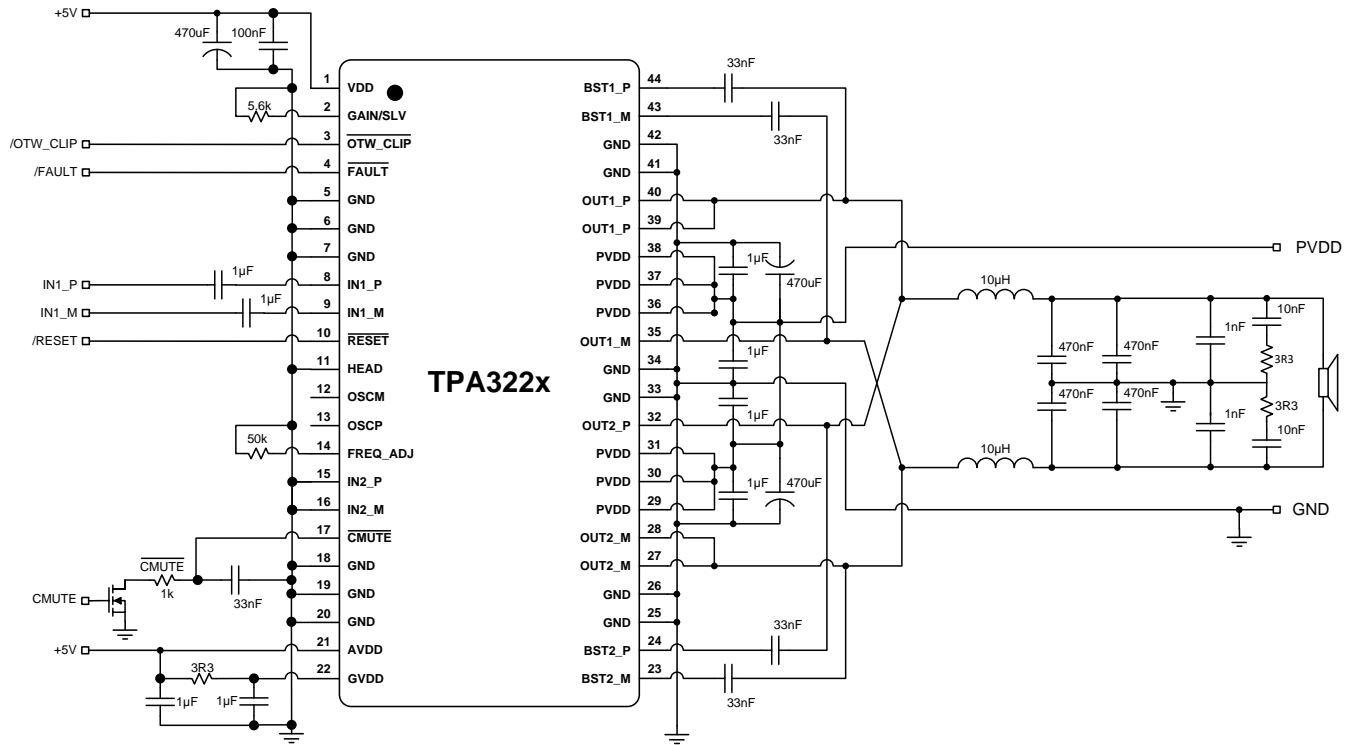 +5V
470uF
100nF
5.6k
/OTW_CLIP
/FAULT
1µF
IN1_P
1µF
IN1_M
/RESET
50k
CMUTE
1k
33nF
CMUTE
+5V
3R3
1µF
1µF
TPA322x
1 VDD
2 GAIN/SLV
3 OTW_CLIP
4 FAULT
5 GND
6 GND
7 GND
8 IN1_P
9 IN1_M
10 RESET
11 HEAD
12 OSCM
13 OSCP
14 FREQ_ADJ
15 IN2_P
16 IN2_M
17 CMUTE
18 GND
19 GND
20 GND
21 AVDD
22 GVDD
BST1_P 44
BST1_M 43
GND 42
GND 41
OUT1_P 40
OUT1_P 39
PVDD 38
PVDD 37
PVDD 36
OUT1_M 35
GND 34
GND 33
OUT2_P 32
PVDD 31
PVDD 30
PVDD 29
OUT2_M 28
OUT2_M 27
GND 26
GND 25
BST2_P 24
BST2_M 23
33nF
33nF
1µF
470uF
1µF
1µF
1µF
470uF
33nF
33nF
PVDD
10µH
470nF
470nF
1nF
10nF
3R3
470nF
470nF
1nF
3R3
10nF
10µH
GND